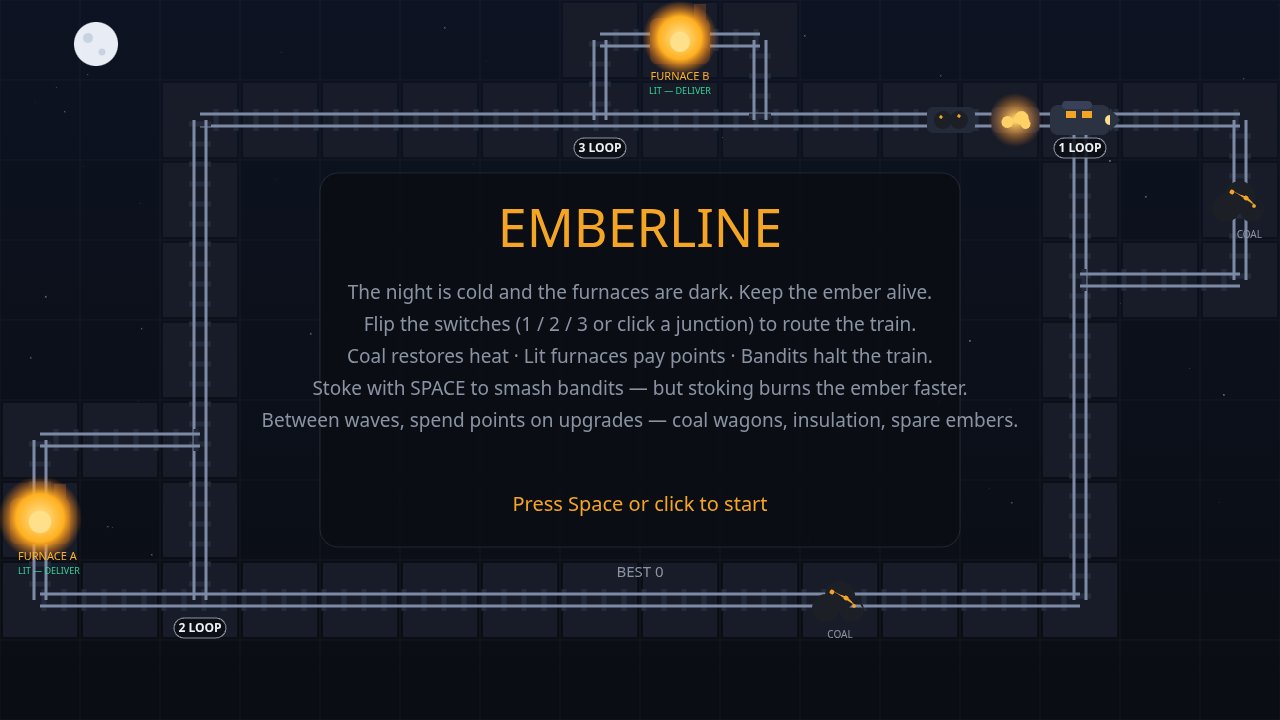 FURNACE B
LIT — DELIVER
3 LOOP
1 LOOP
COAL
EMBERLINE
The night is cold and the furnaces are dark. Keep the ember alive.
Flip the switches (1 / 2 / 3 or click a junction) to route the train.
Coal restores heat · Lit furnaces pay points · Bandits halt the train.
Stoke with SPACE to smash bandits — but stoking burns the ember faster.
Between waves, spend points on upgrades — coal wagons, insulation, spare embers.
Press Space or click to start
FURNACE A
LIT — DELIVER
BEST 0
2 LOOP
COAL